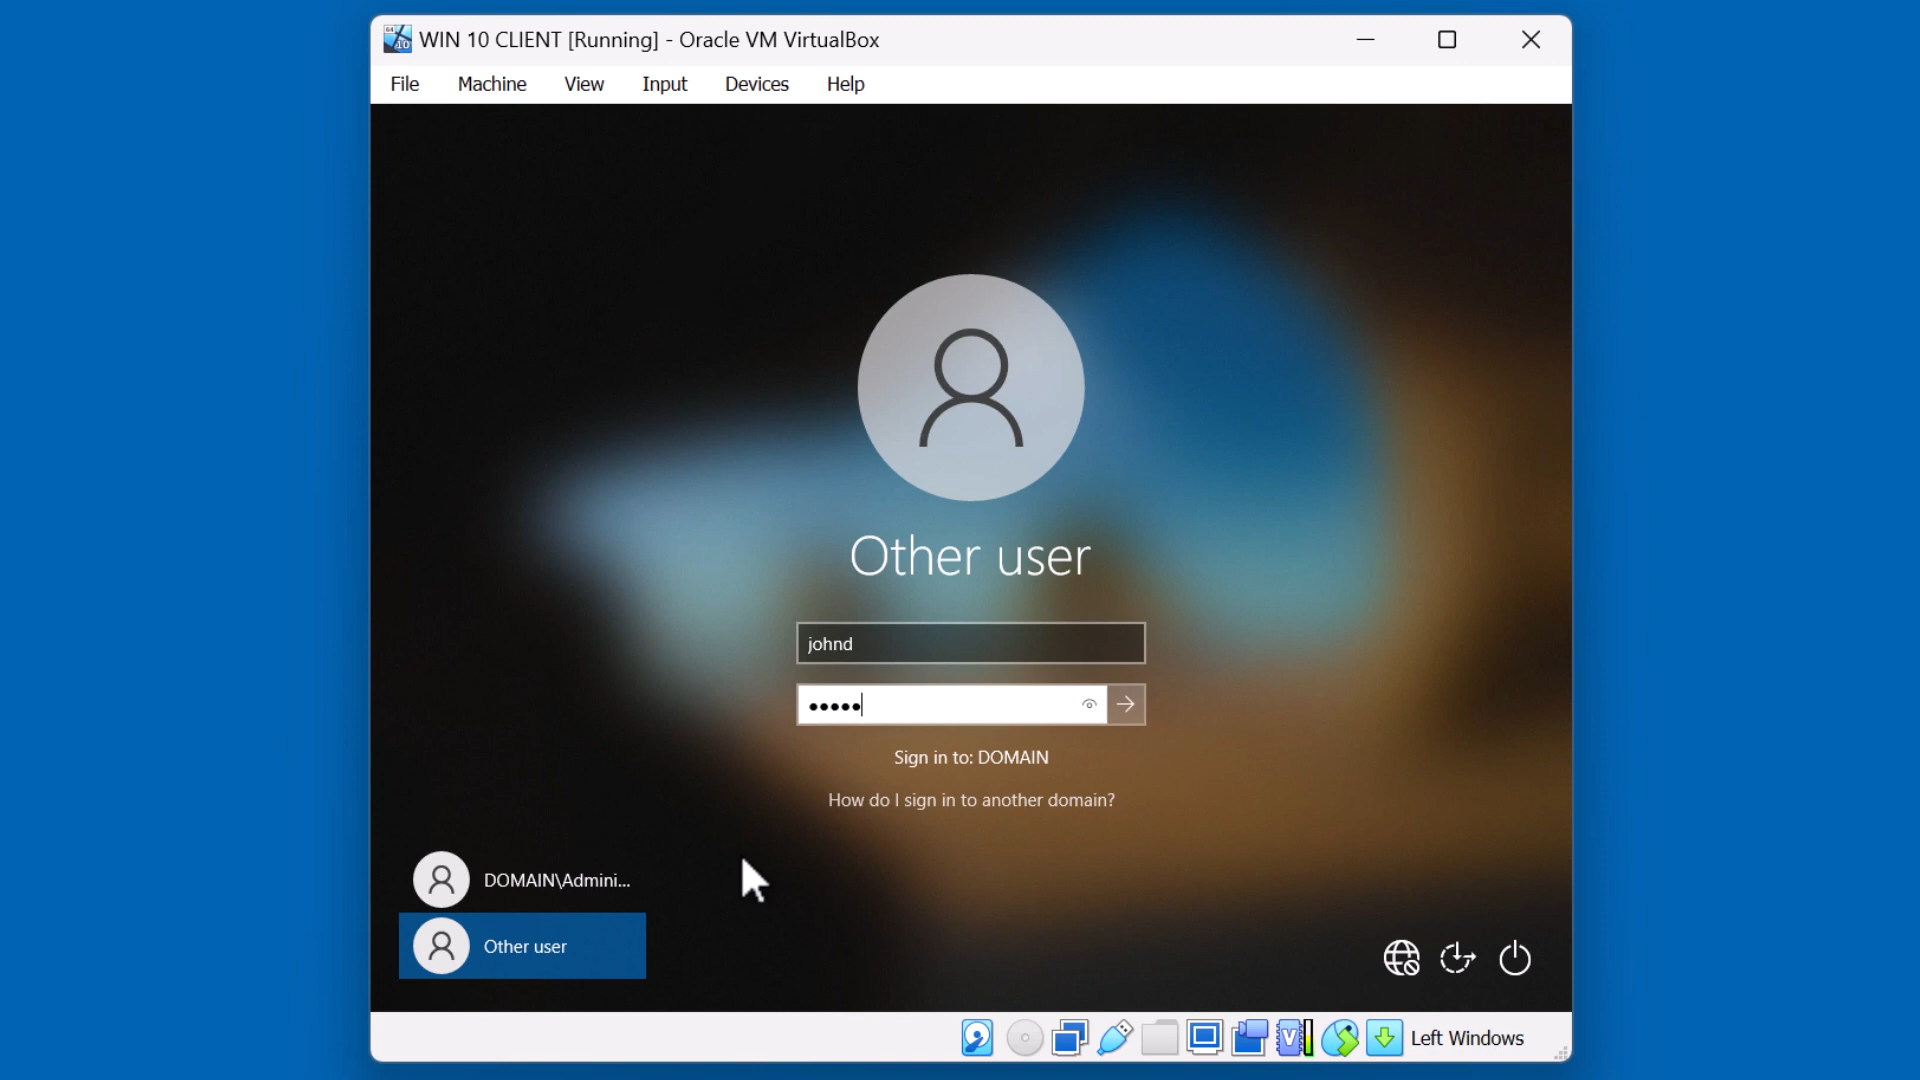 WIN 10 CLIENT [Running] - Oracle VM VirtualBox
File Machine View Input Devices Help
Other user
johnd
Sign in to: DOMAIN
How do I sign in to another domain?
DOMAIN\Admini...
Other user
Left Windows